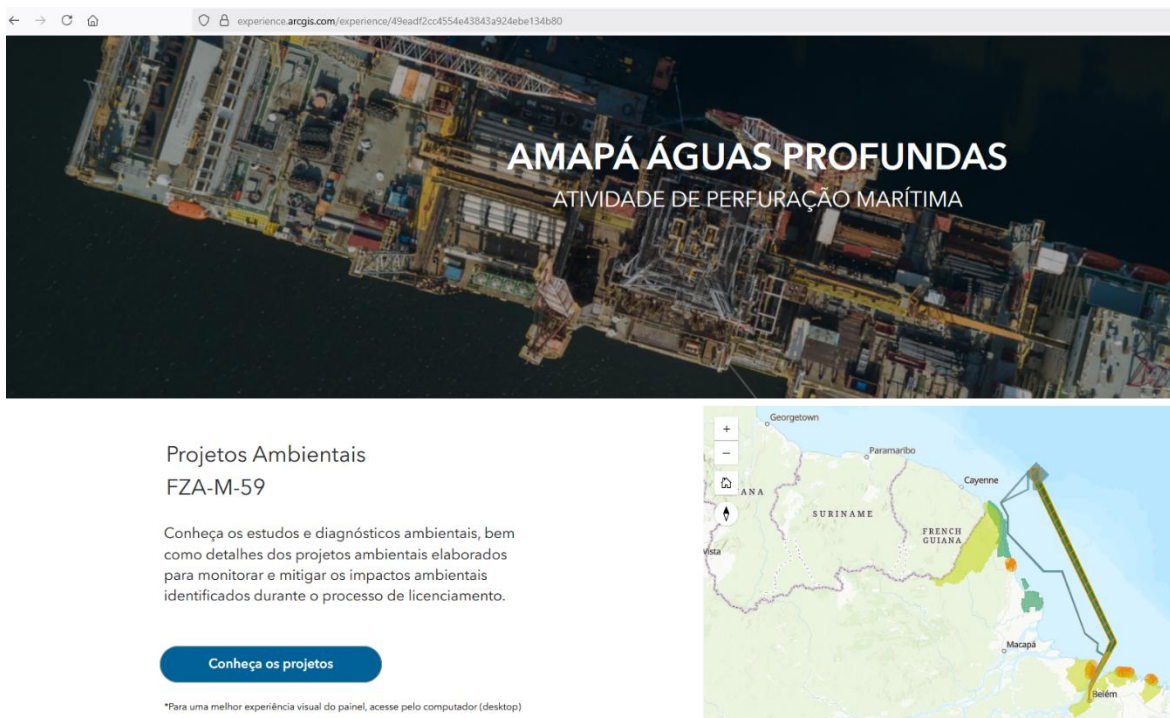 experience.arcgis.com/experience/49eadf2cc4554e43843a924ebe134b80
AMAPÁ ÁGUAS PROFUNDAS
ATIVIDADE DE PERFURAÇÃO MARÍTIMA
Projetos Ambientais
FZA-M-59
Conheça os estudos e diagnósticos ambientais, bem
como detalhes dos projetos ambientais elaborados
para monitorar e mitigar os impactos ambientais
identificados durante o processo de licenciamento.
Conheça os projetos
*Para uma melhor experiência visual do painel, acesse pelo computador (desktop)
Georgetown
Paramaribo
Cayenne
ANA
SURINAME
FRENCH
GUIANA
Vista
Macapá
Belém